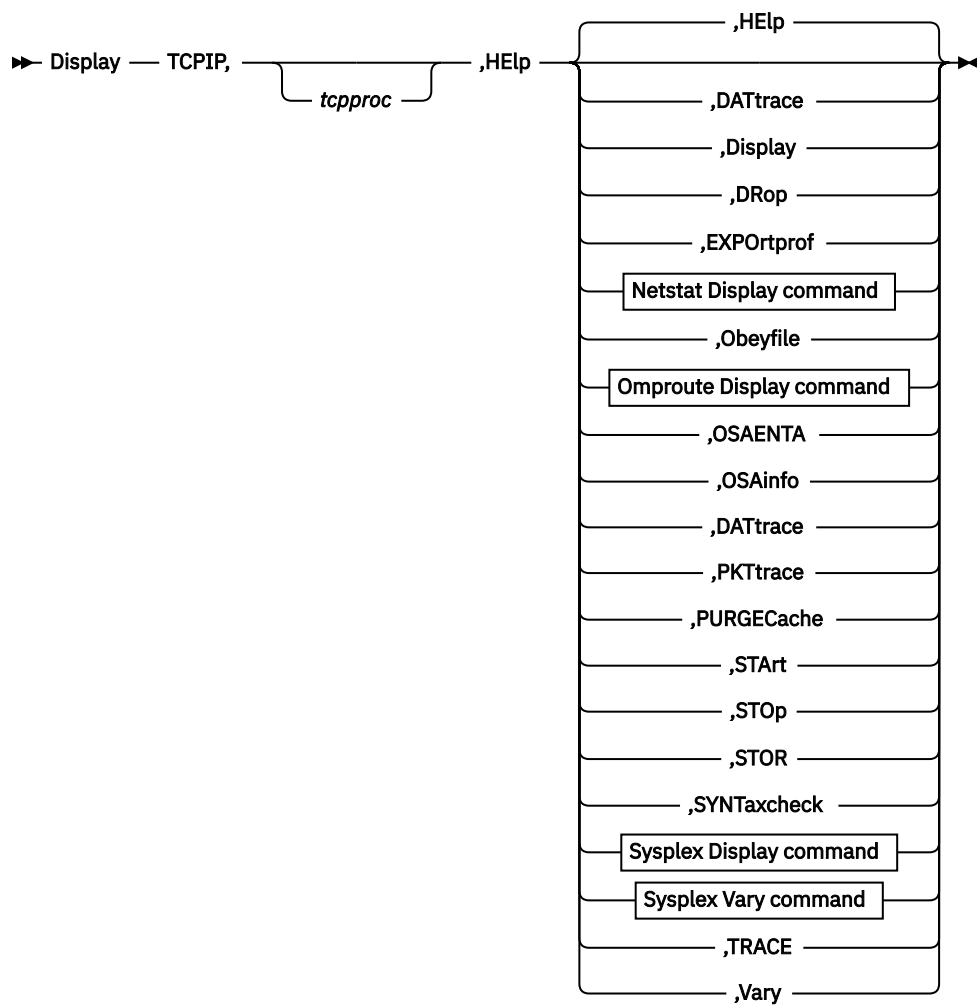 ,HElp
Display TCPIP, ,HElp
tcpproc
,DATtrace
,Display
,DRop
,EXPOrtprof
Netstat Display command
,Obeyfile
Omproute Display command
,OSAENTA
,OSAinfo
,DATtrace
,PKTtrace
,PURGECache
,STArt
,STOp
,STOR
,SYNTaxcheck
Sysplex Display command
Sysplex Vary command
,TRACE
,Vary